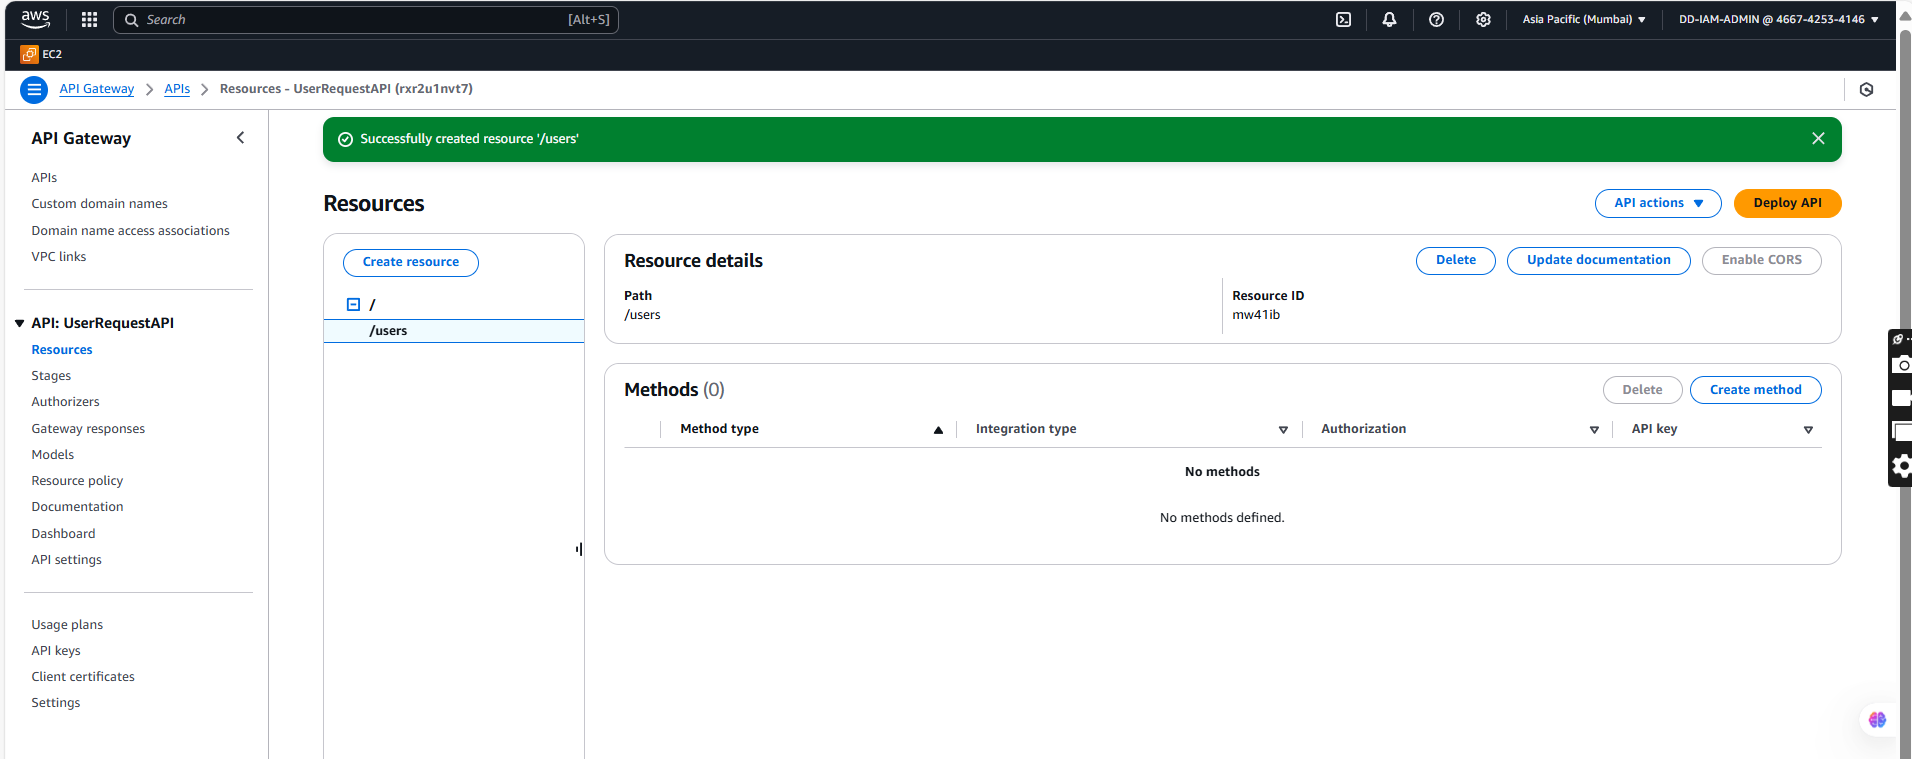 aws
Search [Alt+S]
Asia Pacific (Mumbai) ▼
DD-IAM-ADMIN @ 4667-4253-4146 ▼
EC2
API Gateway > APIs > Resources - UserRequestAPI (rxr2u1nvt7)
API Gateway
APIs
Custom domain names
Domain name access associations
VPC links
API: UserRequestAPI
Resources
Stages
Authorizers
Gateway responses
Models
Resource policy
Documentation
Dashboard
API settings
Usage plans
API keys
Client certificates
Settings
Successfully created resource '/users'
Resources
API actions ▼
Deploy API
Create resource
/
/users
Resource details
Delete
Update documentation
Enable CORS
Path
/users
Resource ID
mw41ib
Methods (0)
Delete
Create method
Method type
Integration type
Authorization
API key
No methods
No methods defined.